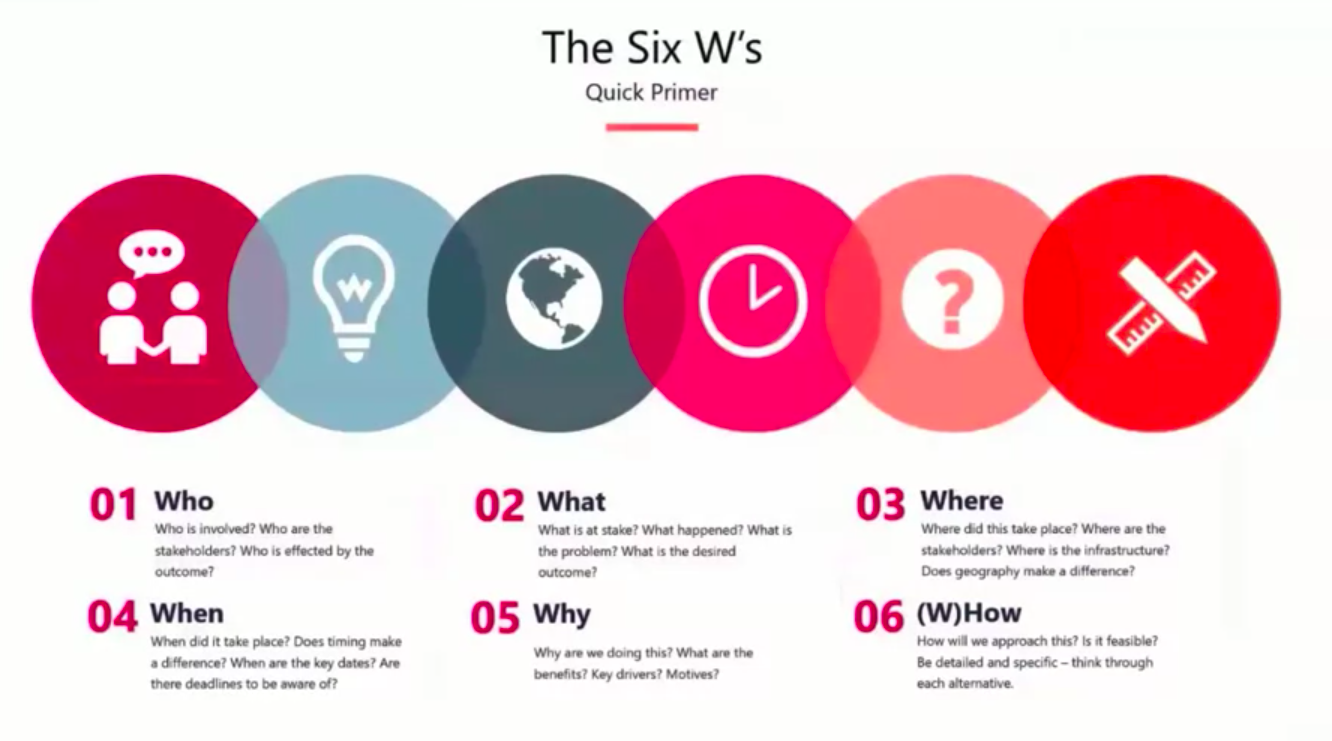 The Six W's
Quick Primer
W
01 Who
Who is involved? Who are the
stakeholders? Who is effected by the
outcome?
02 What
What is at stake? What happened? What is
the problem? What is the desired
outcome?
03 Where
Where did this take place? Where are the
stakeholders? Where is the infrastructure?
Does geography make a difference?
04 When
When did it take place? Does timing make
a difference? When are the key dates? Are
there deadlines to be aware of?
05 Why
Why are we doing this? What are the
benefits? Key drivers? Motives?
06 (W)How
How will we approach this? Is it feasible?
Be detailed and specific – think through
each alternative.